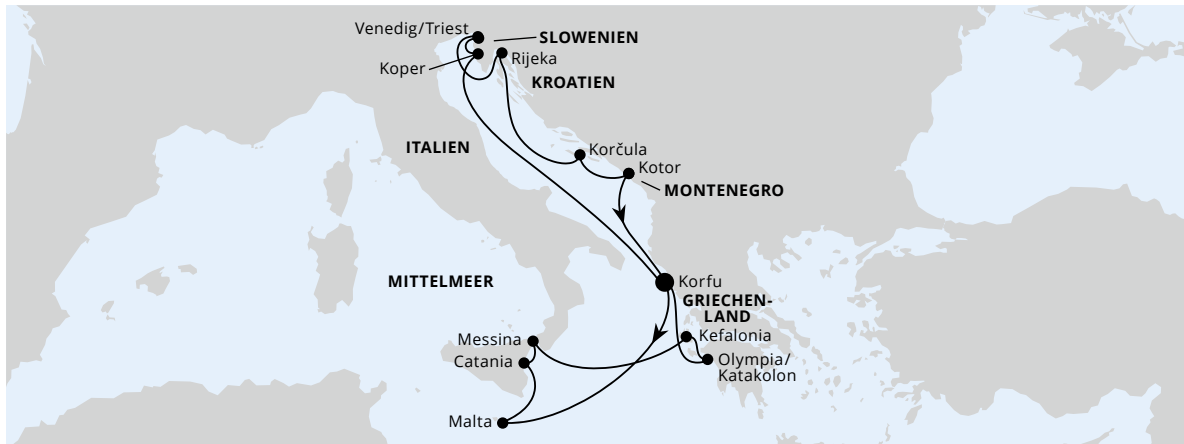 Venedig/Triest
SLOWENIEN
Koper
Rijeka
KROATIEN
ITALIEN
Korčula
Kotor
MONTENEGRO
MITTELMEER
Korfu
GRIECHEN-
LAND
Kefalonia
Messina
Catania
Olympia/
Katakolon
Malta